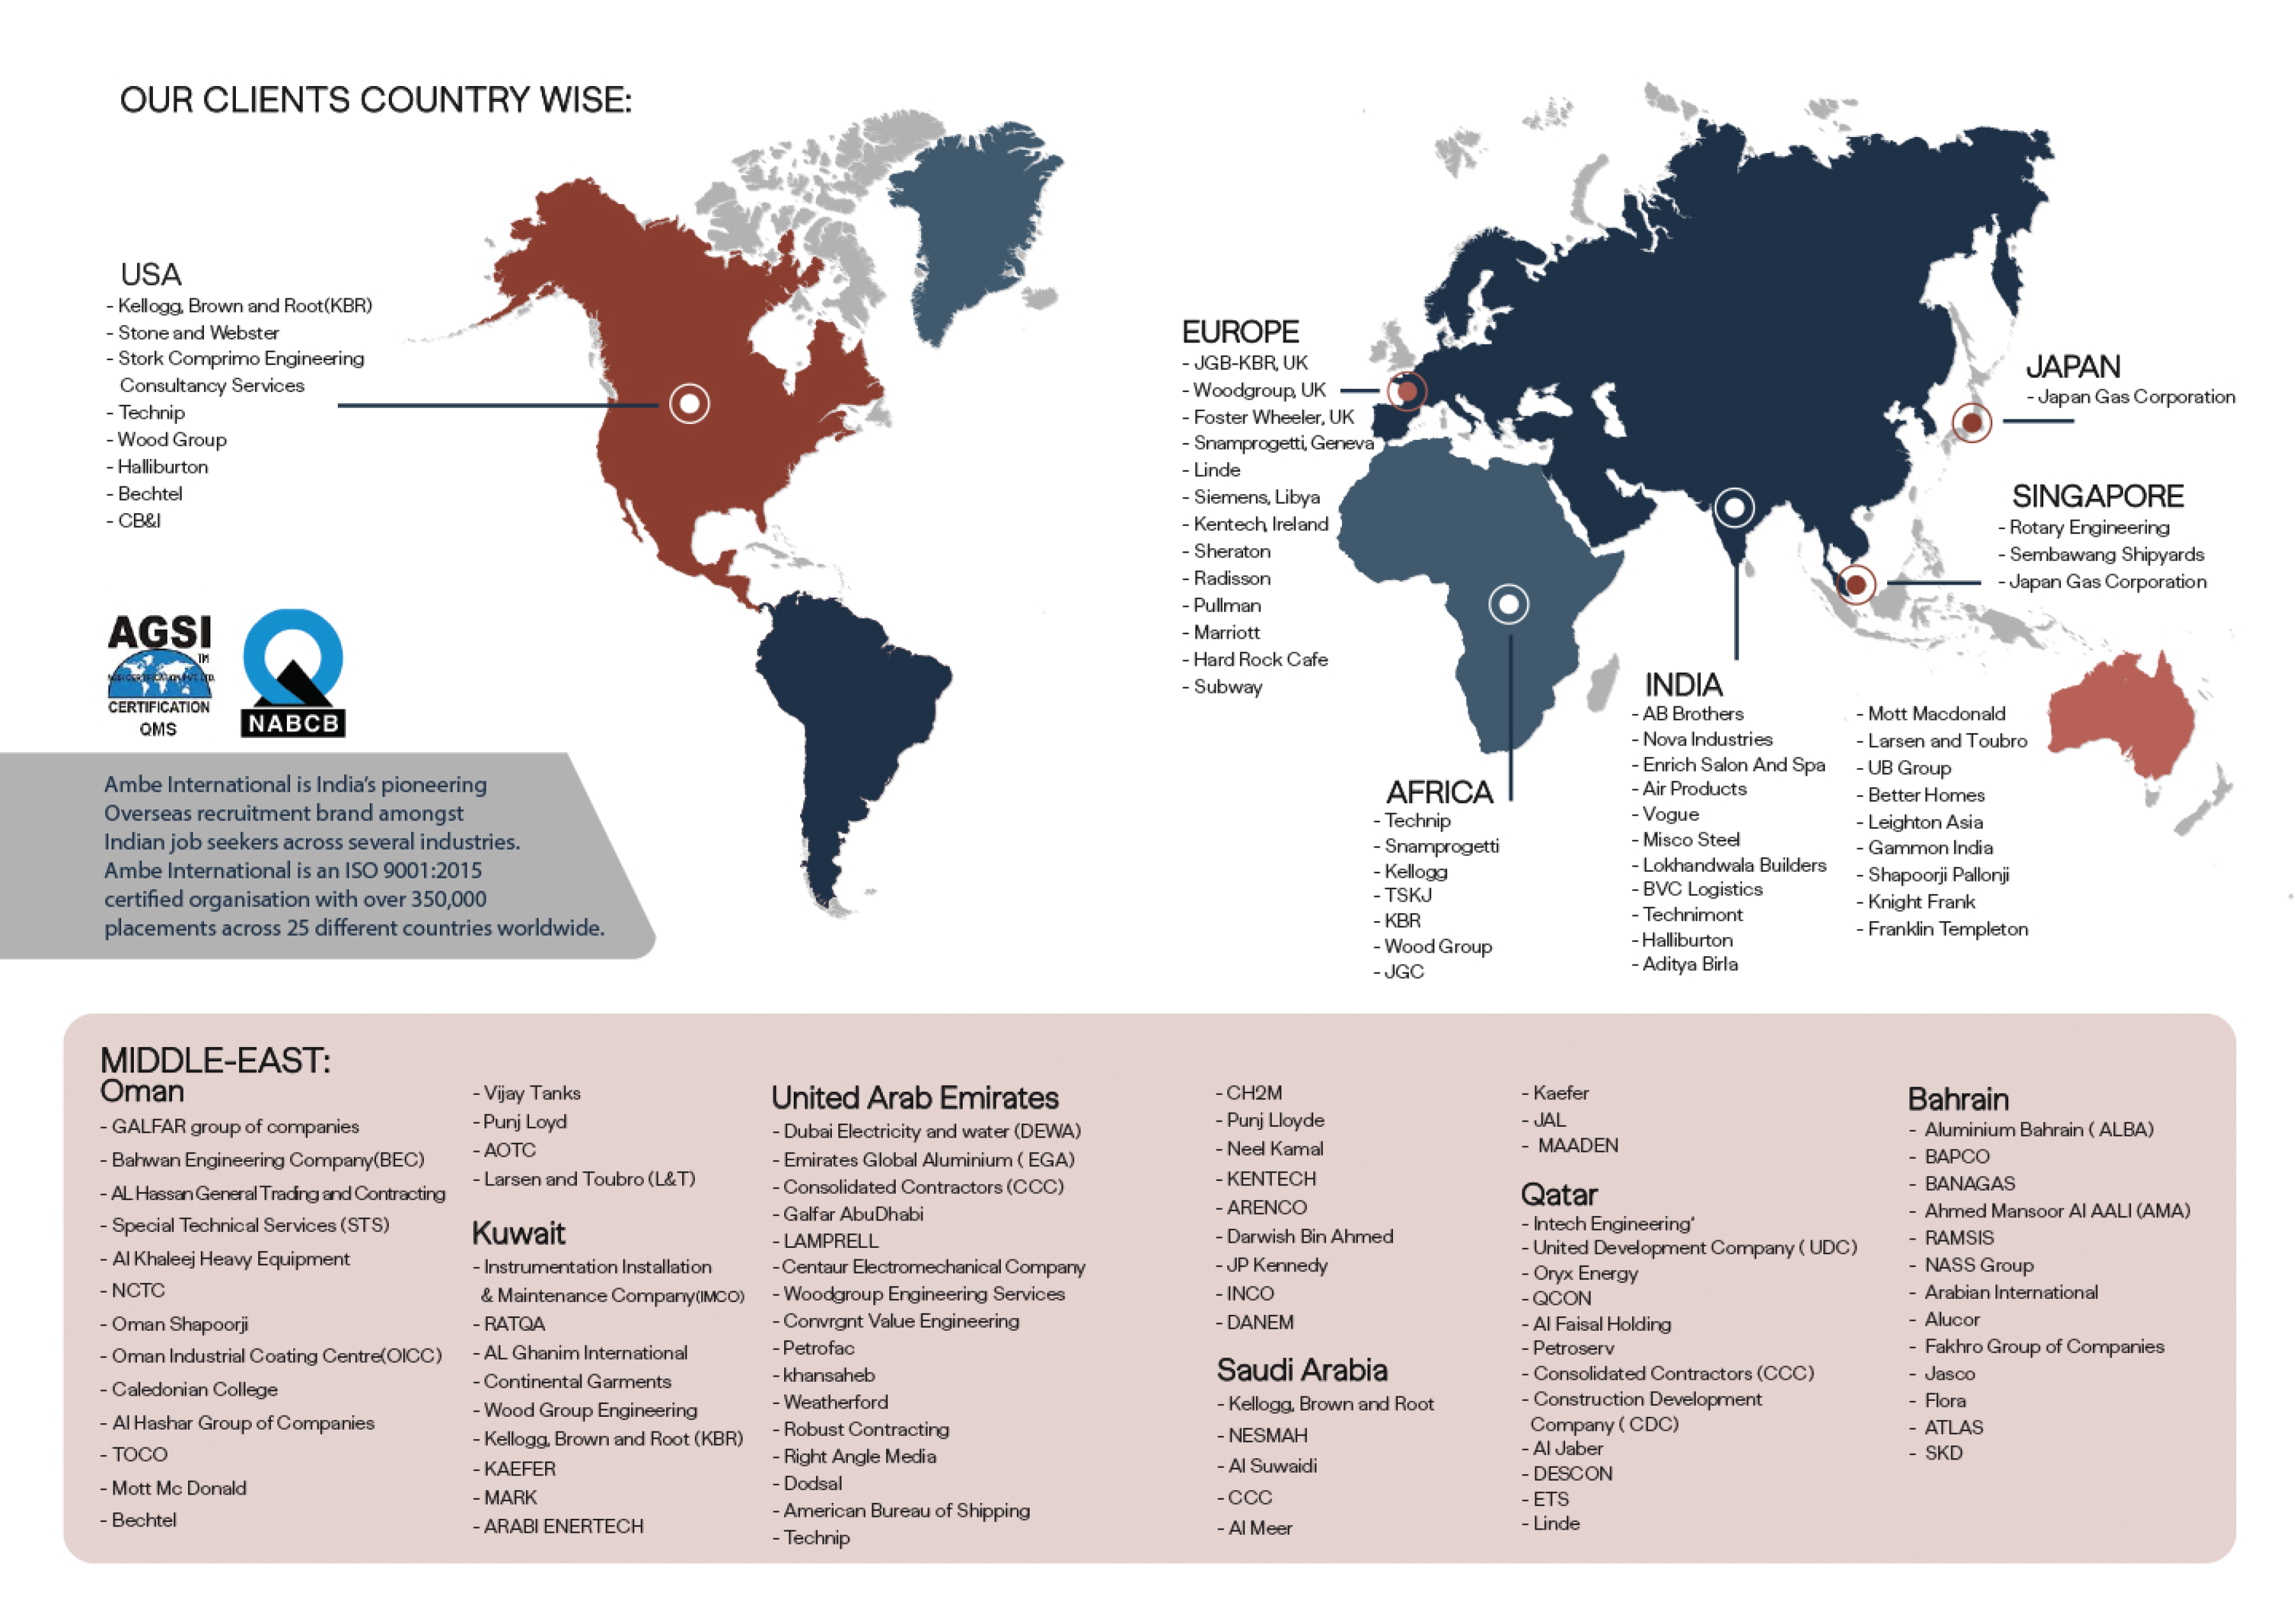 OUR CLIENTS COUNTRY WISE:
USA
- Kellogg, Brown and Root(KBR)
- Stone and Webster
- Stork Comprimo Engineering
Consultancy Services
- Technip
- Wood Group
- Halliburton
- Bechtel
- CB&I
EUROPE
- JGB-KBR, UK
- Woodgroup, UK
- Foster Wheeler, UK
- Snamprogetti, Geneva
- Linde
- Siemens, Libya
- Kentech, Ireland
- Sheraton
- Radisson
- Pullman
- Marriott
- Hard Rock Cafe
- Subway
JAPAN
- Japan Gas Corporation
SINGAPORE
- Rotary Engineering
- Sembawang Shipyards
- Japan Gas Corporation
AFRICA
- Technip
- Snamprogetti
- Kellogg
- TSKJ
- KBR
- Wood Group
- JGC
INDIA
- AB Brothers
- Nova Industries
- Enrich Salon And Spa
- Air Products
- Vogue
- Misco Steel
- Lokhandwala Builders
- BVC Logistics
- Technimont
- Halliburton
- Aditya Birla
- Mott Macdonald
- Larsen and Toubro
- UB Group
- Better Homes
- Leighton Asia
- Gammon India
- Shapoorji Pallonji
- Knight Frank
- Franklin Templeton
AGSI
TM
CERTIFICATION
QMS
NABCB
Ambe International is India's pioneering
Overseas recruitment brand amongst
Indian job seekers across several industries.
Ambe International is an ISO 9001:2015
certified organisation with over 350,000
placements across 25 different countries worldwide.
MIDDLE-EAST:
Oman
- GALFAR group of companies
- Bahwan Engineering Company(BEC)
- AL Hassan General Trading and Contracting
- Special Technical Services (STS)
- Al Khaleej Heavy Equipment
- NCTC
- Oman Shapoorji
- Oman Industrial Coating Centre(OICC)
- Caledonian College
- Al Hashar Group of Companies
- TOCO
- Mott Mc Donald
- Bechtel
- Vijay Tanks
- Punj Loyd
- AOTC
- Larsen and Toubro (L&T)
Kuwait
- Instrumentation Installation
& Maintenance Company(IMCO)
- RATQA
- AL Ghanim International
- Continental Garments
- Wood Group Engineering
- Kellogg, Brown and Root (KBR)
- KAEFER
- MARK
- ARABI ENERTECH
United Arab Emirates
- Dubai Electricity and water (DEWA)
- Emirates Global Aluminium ( EGA)
- Consolidated Contractors (CCC)
- Galfar AbuDhabi
- LAMPRELL
- Centaur Electromechanical Company
- Woodgroup Engineering Services
- Convrgnt Value Engineering
- Petrofac
- khansaheb
- Weatherford
- Robust Contracting
- Right Angle Media
- Dodsal
- American Bureau of Shipping
- Technip
- CH2M
- Punj Lloyde
- Neel Kamal
- KENTECH
- ARENCO
- Darwish Bin Ahmed
- JP Kennedy
- INCO
- DANEM
Saudi Arabia
- Kellogg, Brown and Root
- NESMAH
- Al Suwaidi
- CCC
- Al Meer
- Kaefer
- JAL
- MAADEN
Qatar
- Intech Engineering'
- United Development Company ( UDC)
- Oryx Energy
- QCON
- Al Faisal Holding
- Petroserv
- Consolidated Contractors (CCC)
- Construction Development
Company ( CDC)
- Al Jaber
- DESCON
- ETS
- Linde
Bahrain
- Aluminium Bahrain ( ALBA)
- BAPCO
- BANAGAS
- Ahmed Mansoor Al AALI (AMA)
- RAMSIS
- NASS Group
- Arabian International
- Alucor
- Fakhro Group of Companies
- Jasco
- Flora
- ATLAS
- SKD